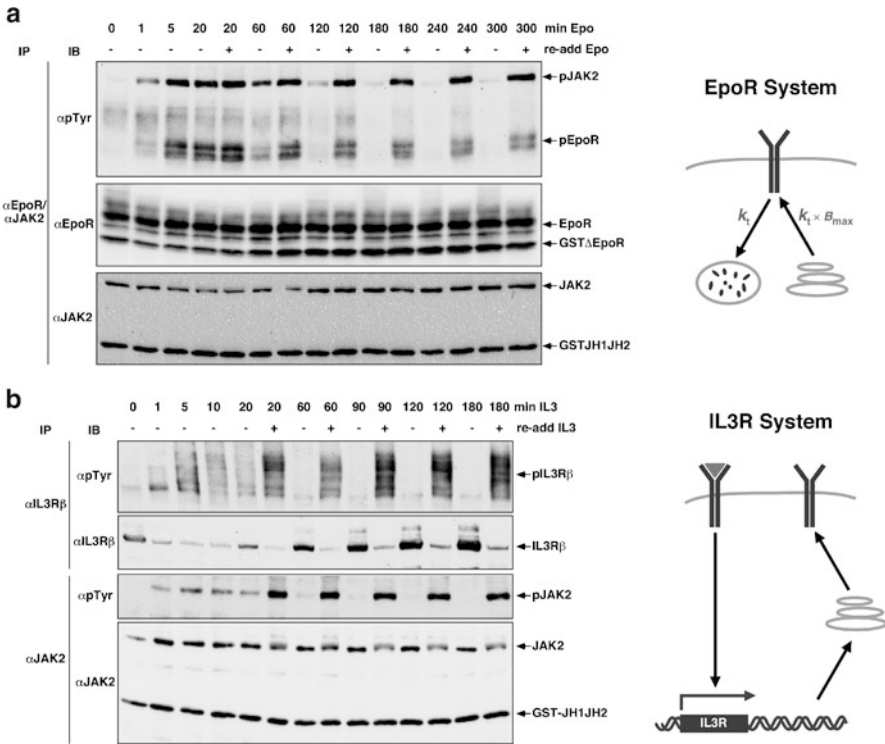 a
0 1 5 20 20 60 60 120 120 180 180 240 240 300 300 min Epo
IP IB - - - - + - + - + - + - + - + re-add Epo
αEpoR/
αJAK2
αpTyr
pJAK2
pEpoR
αEpoR
EpoR
GSTΔEpoR
αJAK2
JAK2
GSTJH1JH2
EpoR System
kt
kt × Bmax
b
0 1 5 10 20 20 60 60 90 90 120 120 180 180 min IL3
IP IB - - - - - + - + - + - + - + re-add IL3
αIL3Rβ
αpTyr
pIL3Rβ
αIL3Rβ
IL3Rβ
αJAK2
αpTyr
pJAK2
αJAK2
JAK2
GST-JH1JH2
IL3R System
IL3R